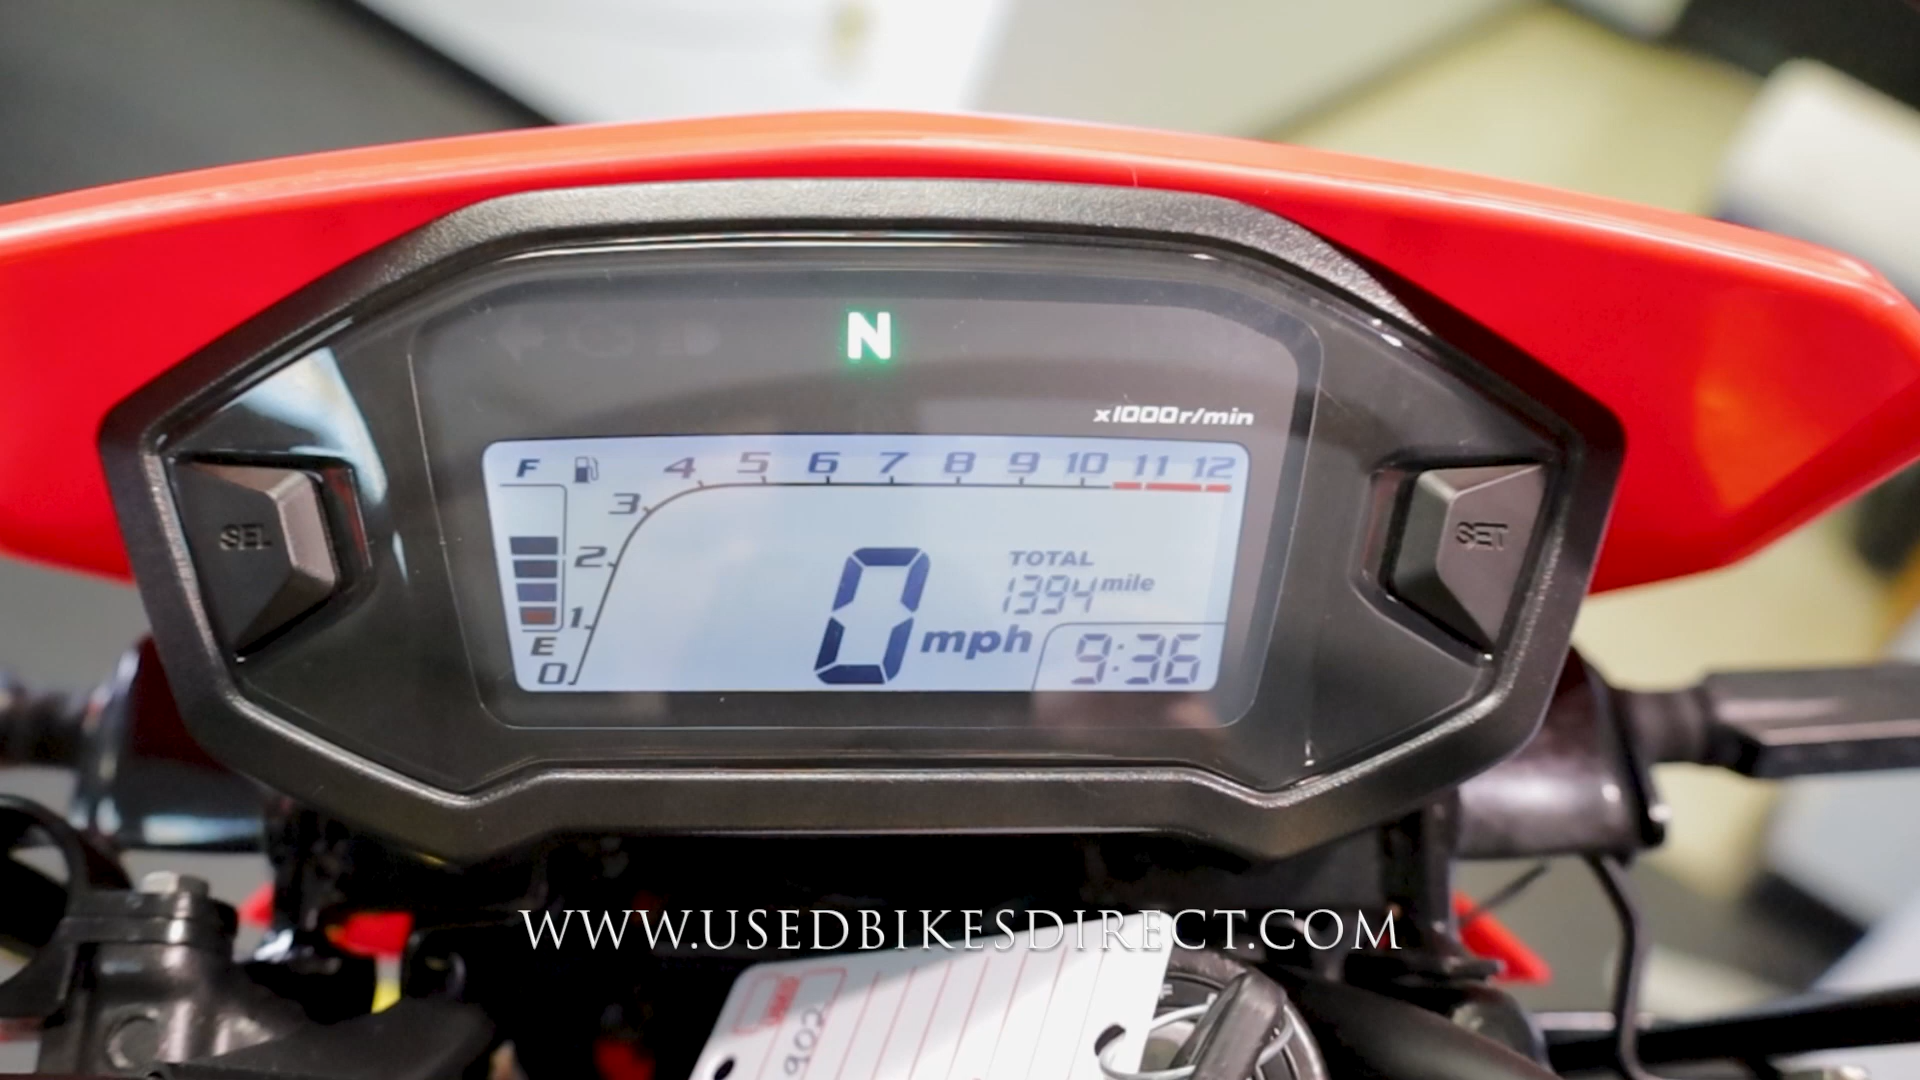 N
x1000r/min
F 4 5 6 7 8 9 10 11 12
3
SEL
SET
2
TOTAL
1394 mile
1
E
0 mph
0
9:36
WWW.USEDBIKESDIRECT.COM